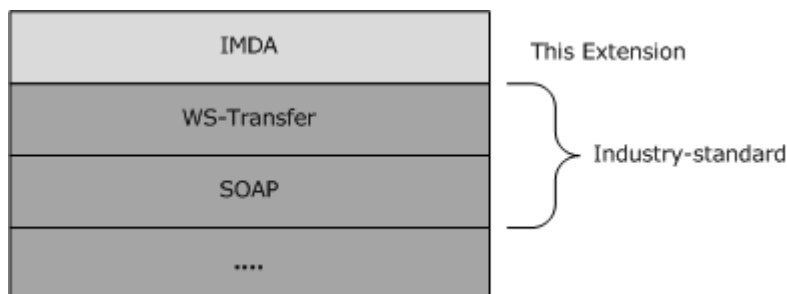 IMDA
This Extension
WS-Transfer
Industry-standard
SOAP
....